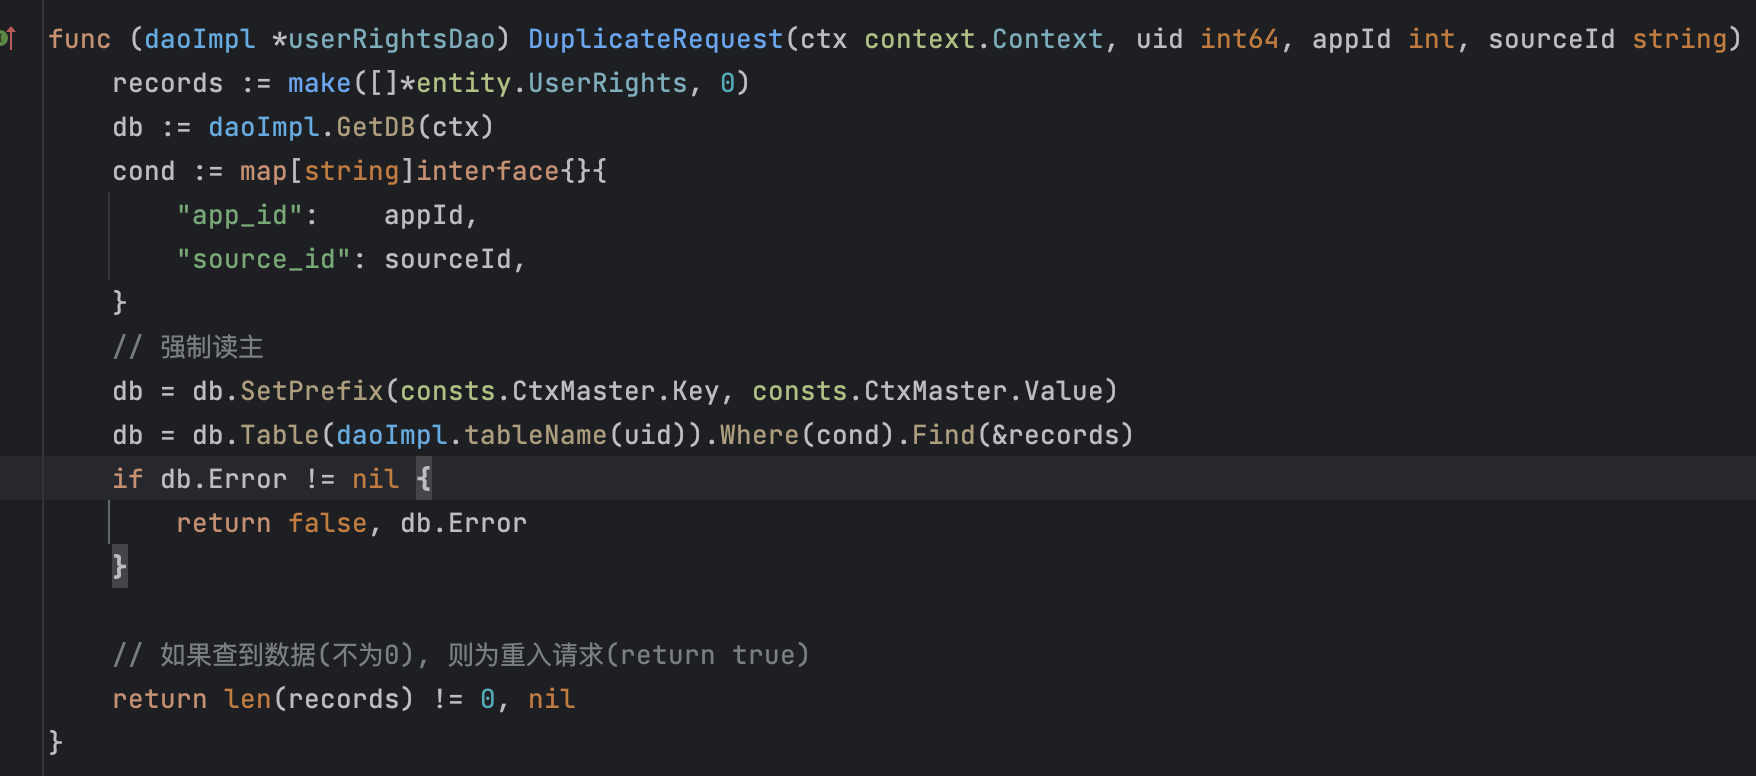 func (daoImpl *userRightsDao) DuplicateRequest(ctx context.Context, uid int64, appId int, sourceId string)
    records := make([]*entity.UserRights, 0)
    db := daoImpl.GetDB(ctx)
    cond := map[string]interface{}{
        "app_id":    appId,
        "source_id": sourceId,
    }
    // 强制读主
    db = db.SetPrefix(consts.CtxMaster.Key, consts.CtxMaster.Value)
    db = db.Table(daoImpl.tableName(uid)).Where(cond).Find(&records)
    if db.Error != nil {
        return false, db.Error
    }
    // 如果查到数据(不为0), 则为重入请求(return true)
    return len(records) != 0, nil
}